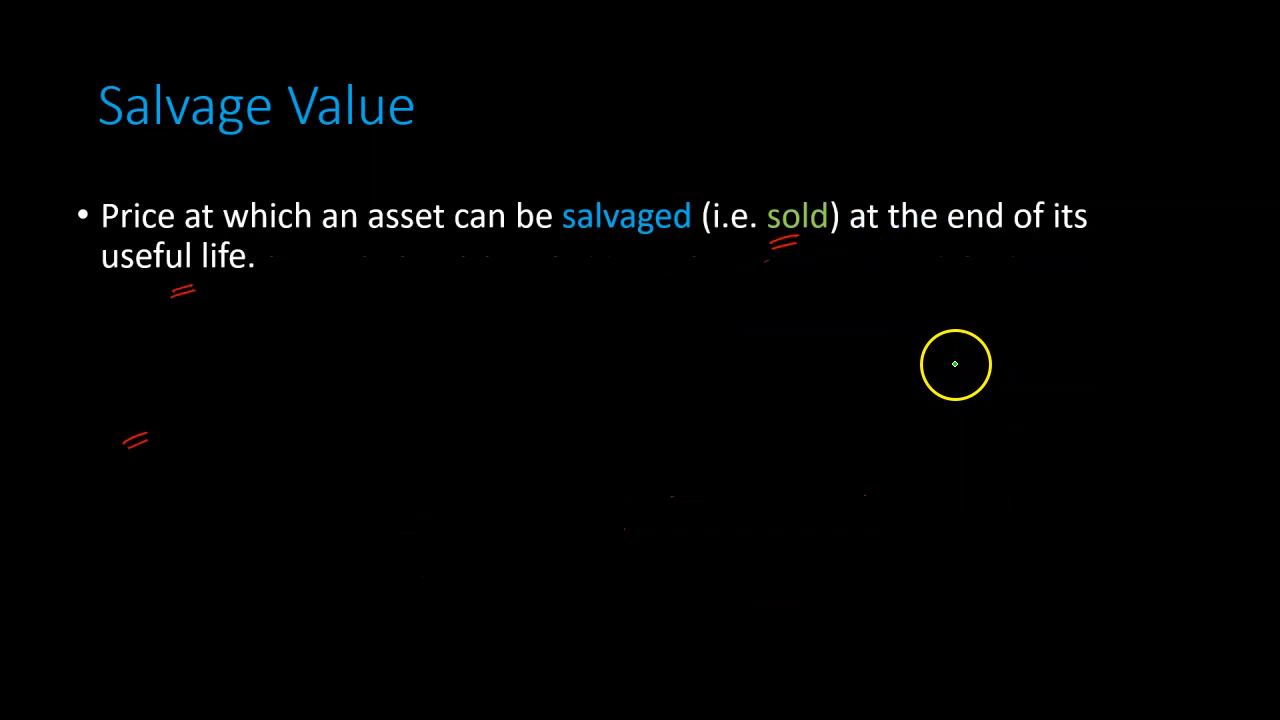 Salvage Value
• Price at which an asset can be salvaged (i.e. sold) at the end of its
useful life.